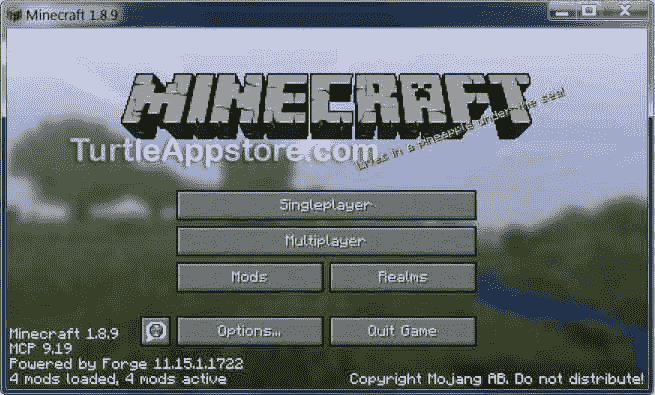 Minecraft 1.8.9
MINECRAFT
TurtleAppstore.com
Lives in a pineapple under the sea!
Singleplayer
Multiplayer
Mods Realms
Options... Quit Game
Minecraft 1.8.9
MCP 9.19
Powered by Forge 11.15.1.1722
4 mods loaded, 4 mods active
Copyright Mojang AB. Do not distribute!